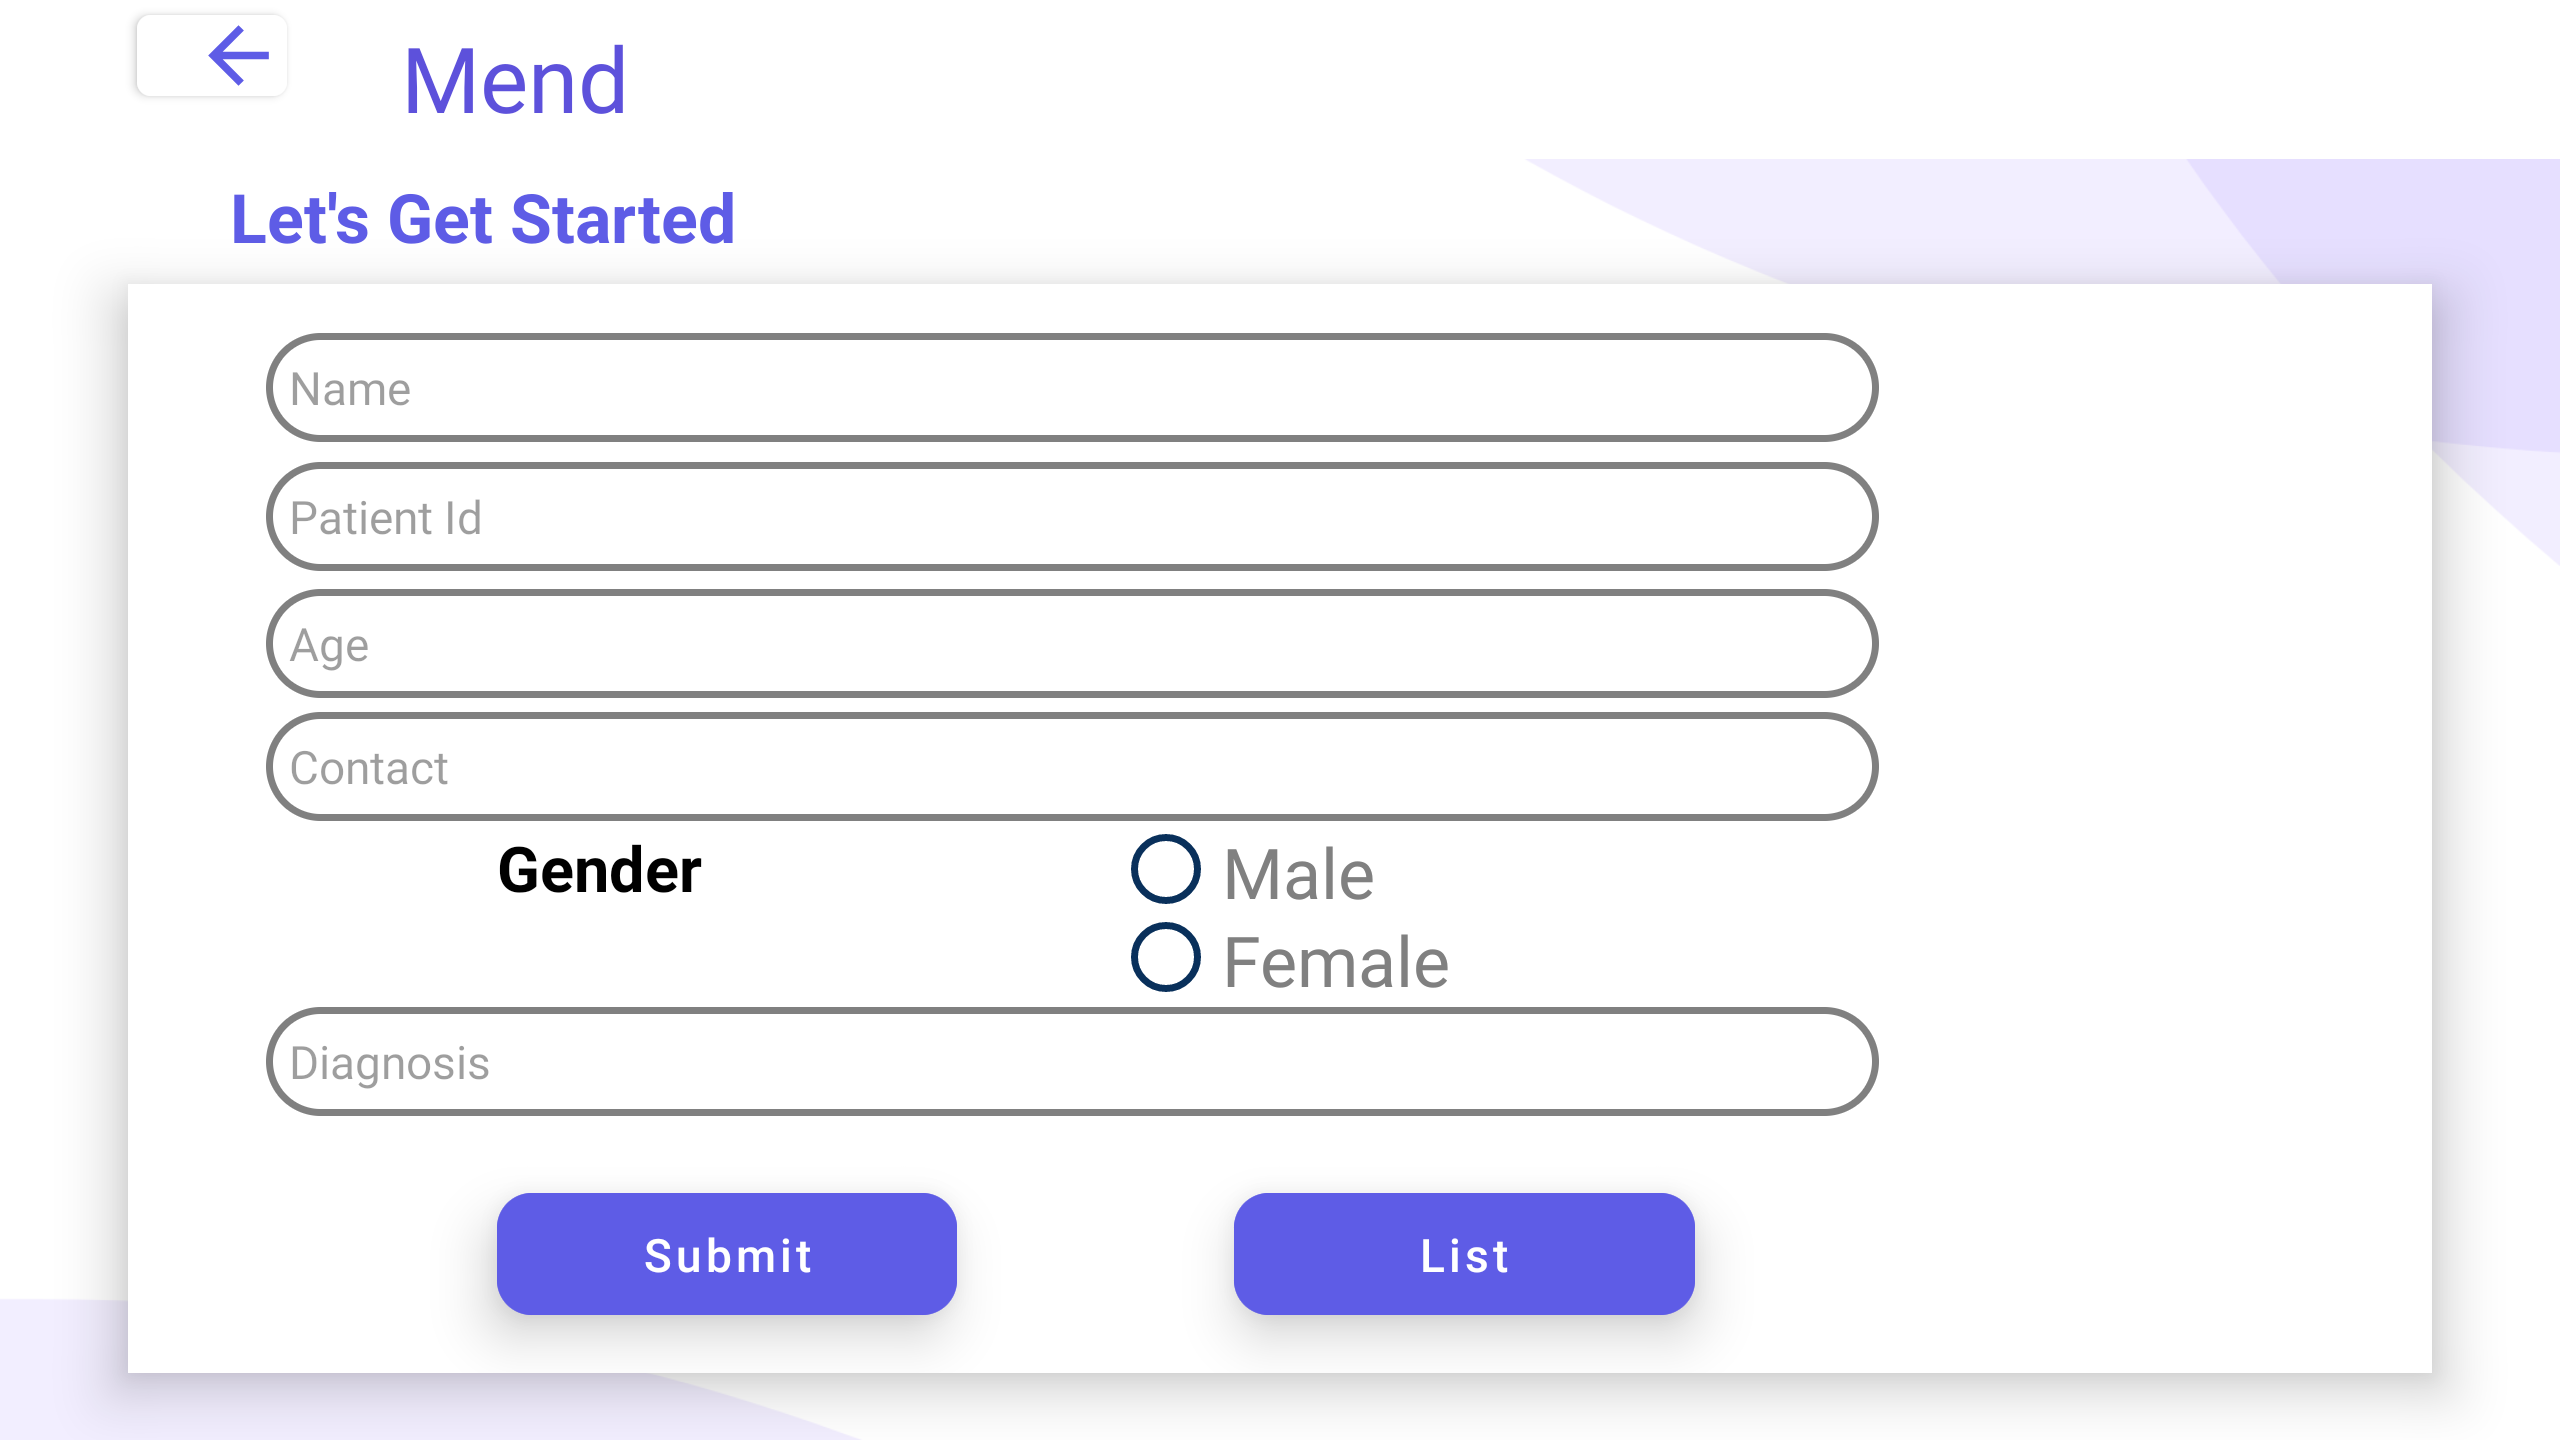 Mend
Let's Get Started
Name
Patient Id
Age
Contact
Gender
Male
Female
Diagnosis
Submit
List